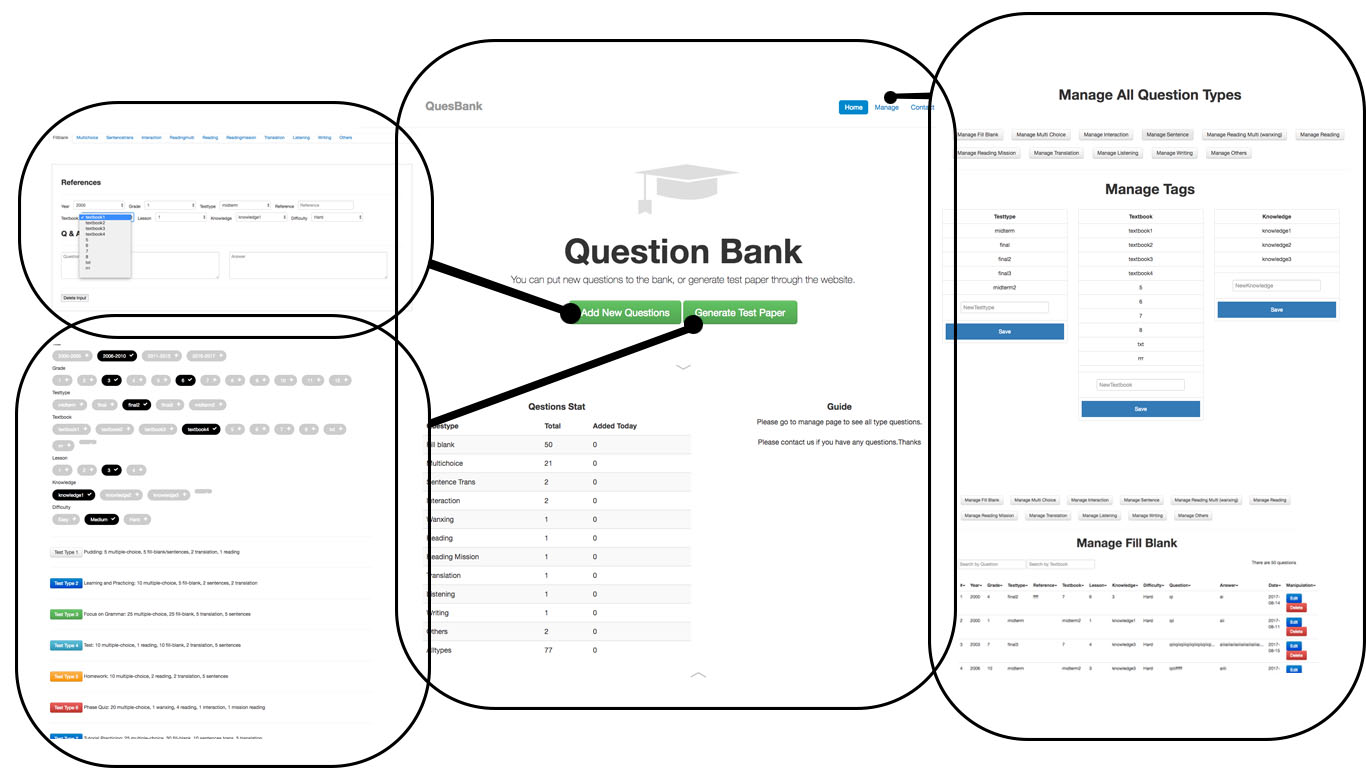 Fillblank Multichoice Sentencetrans Interaction Readingmulti Reading Readingmission Translation Listening Writing Others
References
Year 2000 Grade 1 Testtype midterm Reference Reference
Textbook textbook1 Lesson 1 Knowledge knowledge1 Difficulty Hard
textbook2
textbook3
textbook4
5
6
7
8
txt
rrr
Q & A
Question
Answer
Delete Input
2006-2010 2011-2015 2016-2017
Grade
1 2 3 4 5 6 7 8 9 10 11 12
Testtype
midterm final final2 final3 midterm2
Textbook
textbook1 textbook2 textbook3 textbook4 5 6 7 8 txt
rrr
Lesson
1 2 3 4
Knowledge
knowledge1 knowledge2 knowledge3
Difficulty
Easy Medium Hard
Test Type 1 Pudding: 5 multiple-choice, 5 fill-blank/sentences, 2 translation, 1 reading
Test Type 2 Learning and Practicing: 10 multiple-choice, 5 fill-blank, 2 sentences, 2 translation
Test Type 3 Focus on Grammar: 25 multiple-choice, 25 fill-blank, 5 translation, 5 sentences
Test Type 4 Test: 10 multiple-choice, 1 reading, 10 fill-blank, 2 translation, 5 sentences
Test Type 5 Homework: 10 multiple-choice, 2 reading, 2 translation, 5 sentences
Test Type 6 Phase Quiz: 20 multiple-choice, 1 wanxing, 4 reading, 1 interaction, 1 mission reading
QuesBank
Home Manage Contact
Question Bank
You can put new questions to the bank, or generate test paper through the website.
Add New Questions Generate Test Paper
Qestions Stat
Questype Total Added Today
Fill blank 50 0
Multichoice 21 0
Sentence Trans 2 0
Interaction 2 0
Wanxing 1 0
Reading 1 0
Reading Mission 1 0
Translation 1 0
Listening 1 0
Writing 1 0
Others 2 0
Alltypes 77 0
Guide
Please go to manage page to see all type questions.
Please contact us if you have any questions.Thanks
Manage All Question Types
Manage Fill Blank Manage Multi Choice Manage Interaction Manage Sentence Manage Reading Multi (wanxing) Manage Reading
Manage Reading Mission Manage Translation Manage Listening Manage Writing Manage Others
Manage Tags
Testtype
midterm
final
final2
final3
midterm2
NewTesttype
Save
Textbook
textbook1
textbook2
textbook3
textbook4
5
6
7
8
txt
rrr
NewTextbook
Save
Knowledge
knowledge1
knowledge2
knowledge3
NewKnowledge
Save
Manage Fill Blank Manage Multi Choice Manage Interaction Manage Sentence Manage Reading Multi (wanxing) Manage Reading
Manage Reading Mission Manage Translation Manage Listening Manage Writing Manage Others
Manage Fill Blank
Search by Question Search by Textbook There are 50 questions
# Year Grade Testtype Reference Textbook Lesson Knowledge Difficulty Question Answer Date Manipulation
1 2000 4 final2 7 6 3 Hard 2017-08-14 Edit Delete
2 2000 1 midterm midterm2 1 knowledge1 Hard 2017-08-11 Edit Delete
3 2003 7 final3 7 4 knowledge3 Hard 2017-08-15 Edit Delete
4 2006 10 midterm midterm2 3 knowledge3 Hard 2017- Edit